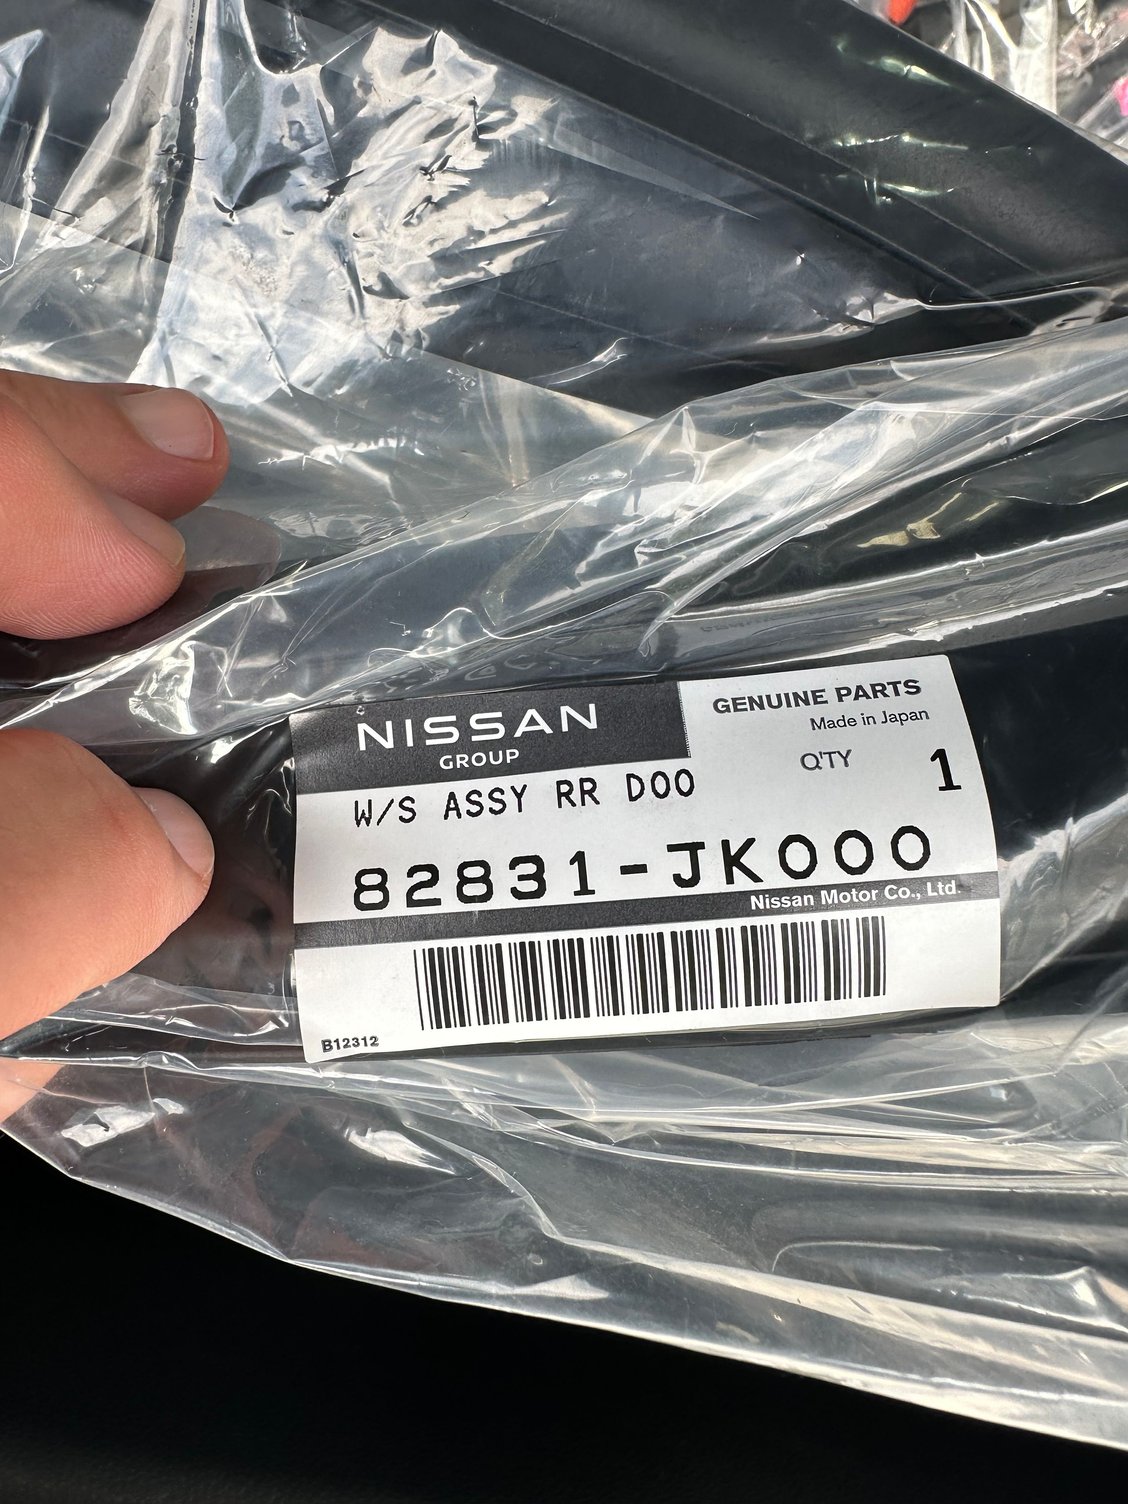 NISSAN
GROUP
GENUINE PARTS
Made in Japan
Q'TY 1
W/S ASSY RR DOO
82831-JK000
Nissan Motor Co., Ltd.
B12312